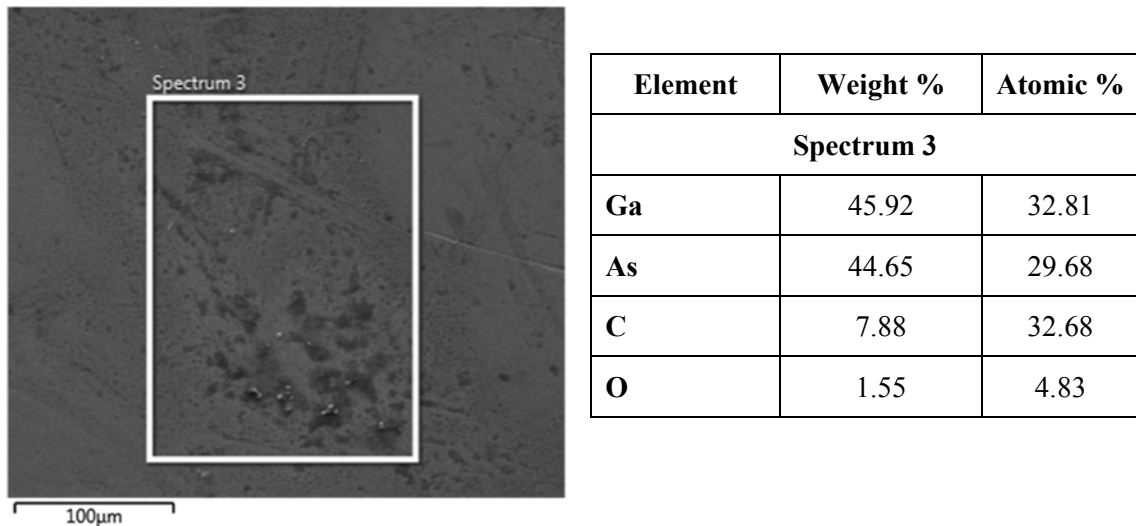 Spectrum 3
100µm
Element Weight % Atomic %
Spectrum 3
Ga 45.92 32.81
As 44.65 29.68
C 7.88 32.68
O 1.55 4.83